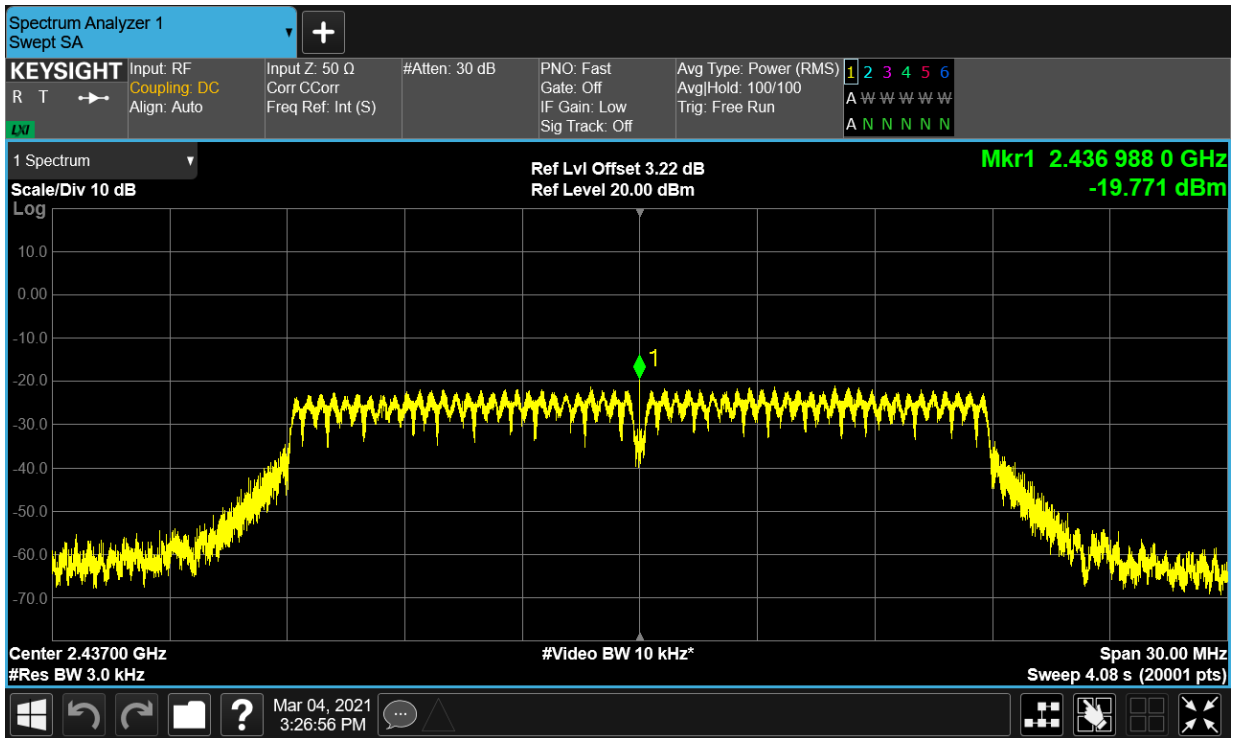 Spectrum Analyzer 1
Swept SA
KEYSIGHT
R T
LXI
Input: RF
Coupling: DC
Align: Auto
Input Z: 50 Ω
Corr CCorr
Freq Ref: Int (S)
#Atten: 30 dB
PNO: Fast
Gate: Off
IF Gain: Low
Sig Track: Off
Avg Type: Power (RMS)
Avg|Hold: 100/100
Trig: Free Run
1 2 3 4 5 6
A W W W W W
A N N N N N
1 Spectrum
Scale/Div 10 dB
Log
Ref Lvl Offset 3.22 dB
Ref Level 20.00 dBm
Mkr1 2.436 988 0 GHz
-19.771 dBm
10.0
0.00
-10.0
-20.0
-30.0
-40.0
-50.0
-60.0
-70.0
1
Center 2.43700 GHz
#Res BW 3.0 kHz
#Video BW 10 kHz*
Span 30.00 MHz
Sweep 4.08 s (20001 pts)
?
Mar 04, 2021
3:26:56 PM